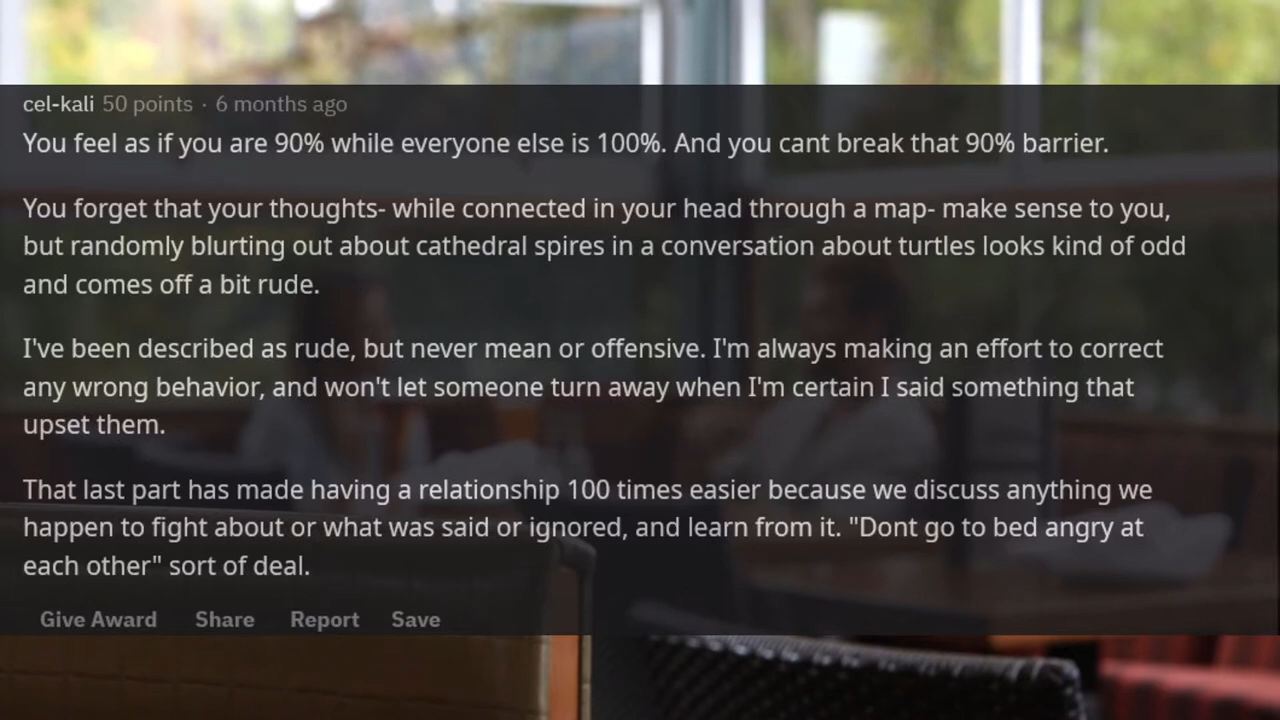 cel-kali 50 points · 6 months ago
You feel as if you are 90% while everyone else is 100%. And you cant break that 90% barrier.
You forget that your thoughts- while connected in your head through a map- make sense to you,
but randomly blurting out about cathedral spires in a conversation about turtles looks kind of odd
and comes off a bit rude.
I've been described as rude, but never mean or offensive. I'm always making an effort to correct
any wrong behavior, and won't let someone turn away when I'm certain I said something that
upset them.
That last part has made having a relationship 100 times easier because we discuss anything we
happen to fight about or what was said or ignored, and learn from it. "Dont go to bed angry at
each other" sort of deal.
Give Award Share Report Save